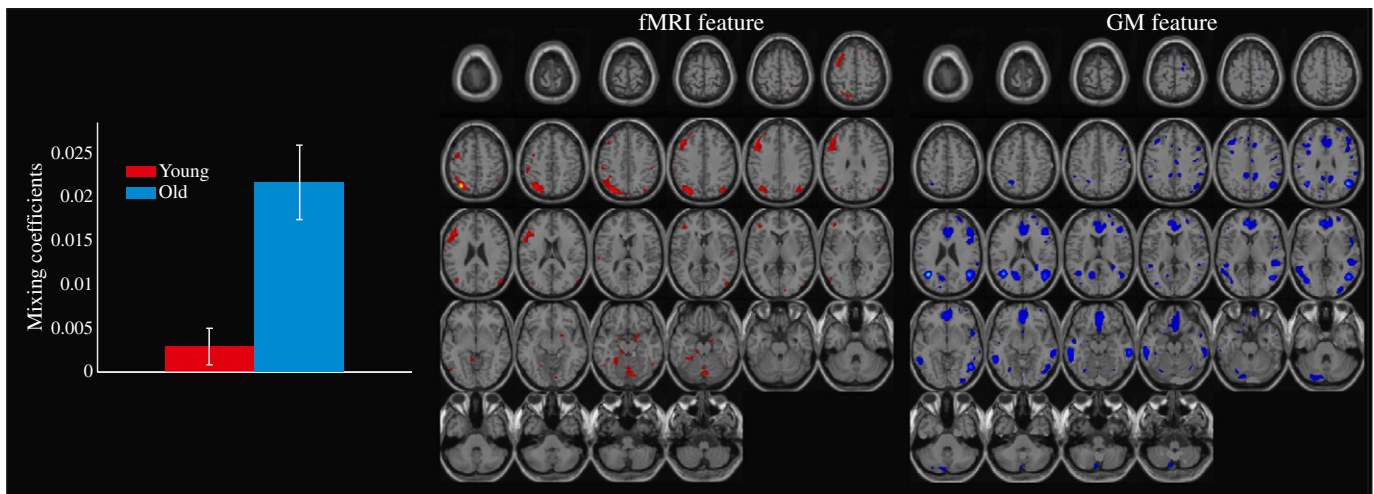 fMRI feature
GM feature
Mixing coefficients
0.025
0.02
0.015
0.01
0.005
0
Young
Old